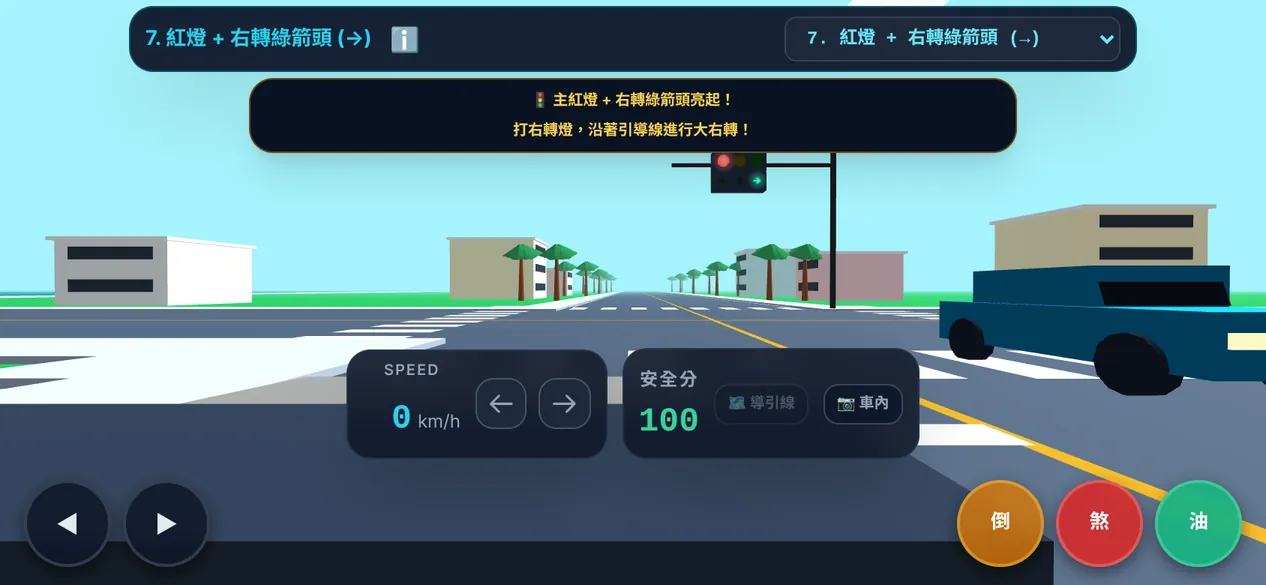 7. 紅燈 + 右轉綠箭頭 (→) ℹ️
7. 紅燈 + 右轉綠箭頭 (→)
🚦 主紅燈 + 右轉綠箭頭亮起！
打右轉燈，沿著引導線進行大右轉！
SPEED
0 km/h
← →
安全分
100
🗺️ 導引線
📷 車內
◀ ▶
倒
煞
油